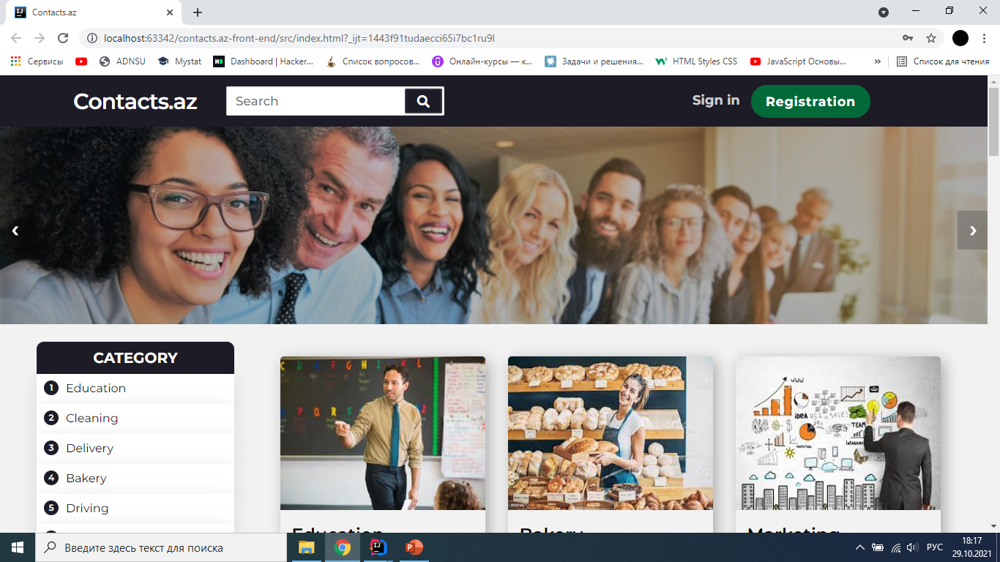 Contacts.az
localhost:63342/contacts.az-front-end/src/index.html?_ijt=1443f91tudaecci65i7bc1ru9l
Сервисы ADNSU Mystat Dashboard | Hacker... Список вопросов... Онлайн-курсы — к... Задачи и решения... HTML Styles CSS JavaScript Основы... » Список для чтения
Contacts.az Search Sign in Registration
‹ ›
CATEGORY
1 Education
2 Cleaning
3 Delivery
4 Bakery
5 Driving
WWW
IDEA
TEAM
Education Bakery Marketing
Введите здесь текст для поиска
РУС
18:17
29.10.2021